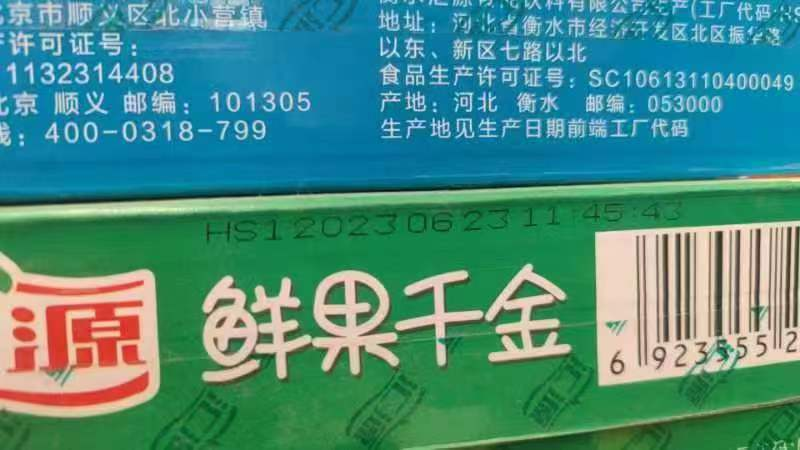 北京市顺义区北小营镇
产许可证号：
1132314408
北京 顺义 邮编：101305
线：400-0318-799
地址：河北省衡水市经济开发区北区振华路
以东、新区七路以北
食品生产许可证号：SC10613110400049
产地：河北 衡水 邮编：053000
生产地见生产日期前端工厂代码
HS1 20230623 11:45:43
源
鲜果千金
6 923555 2